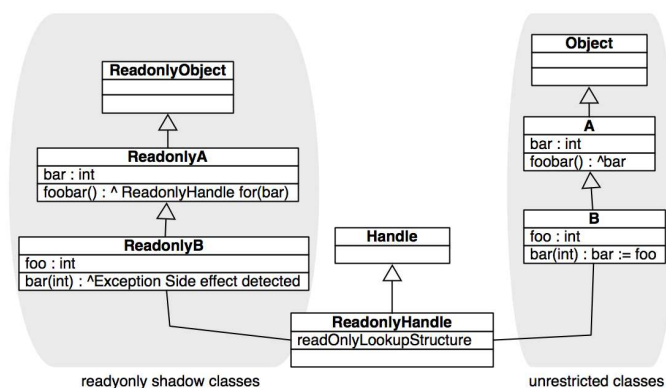 ReadonlyObject
ReadonlyA
bar : int
foobar() : ^ ReadonlyHandle for(bar)
ReadonlyB
foo : int
bar(int) : ^Exception Side effect detected
Handle
ReadonlyHandle
readOnlyLookupStructure
Object
A
bar : int
foobar() : ^bar
B
foo : int
bar(int) : bar := foo
readyonly shadow classes
unrestricted classes